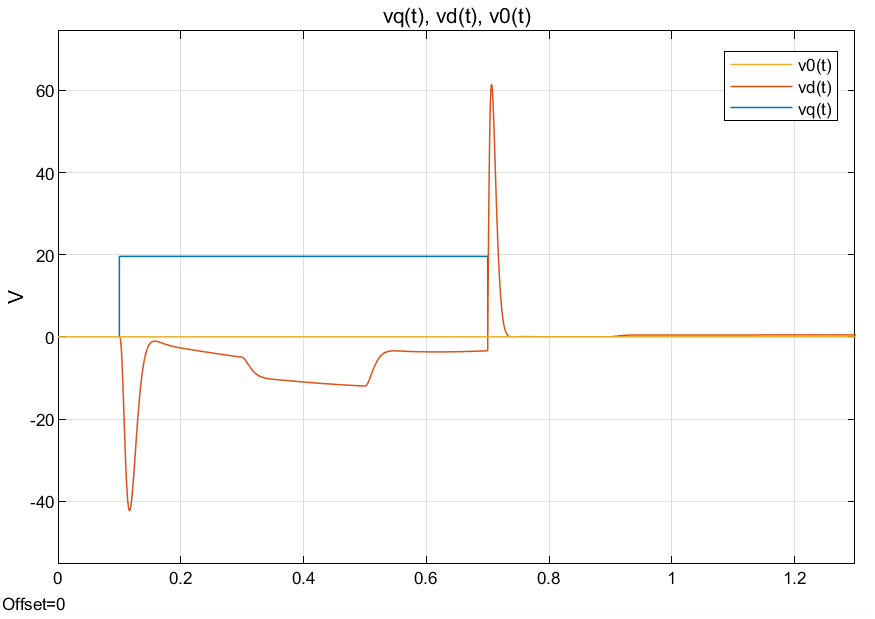 vq(t), vd(t), v0(t)
v0(t)
vd(t)
vq(t)
60
40
20
0
-20
-40
V
0 0.2 0.4 0.6 0.8 1 1.2
Offset=0